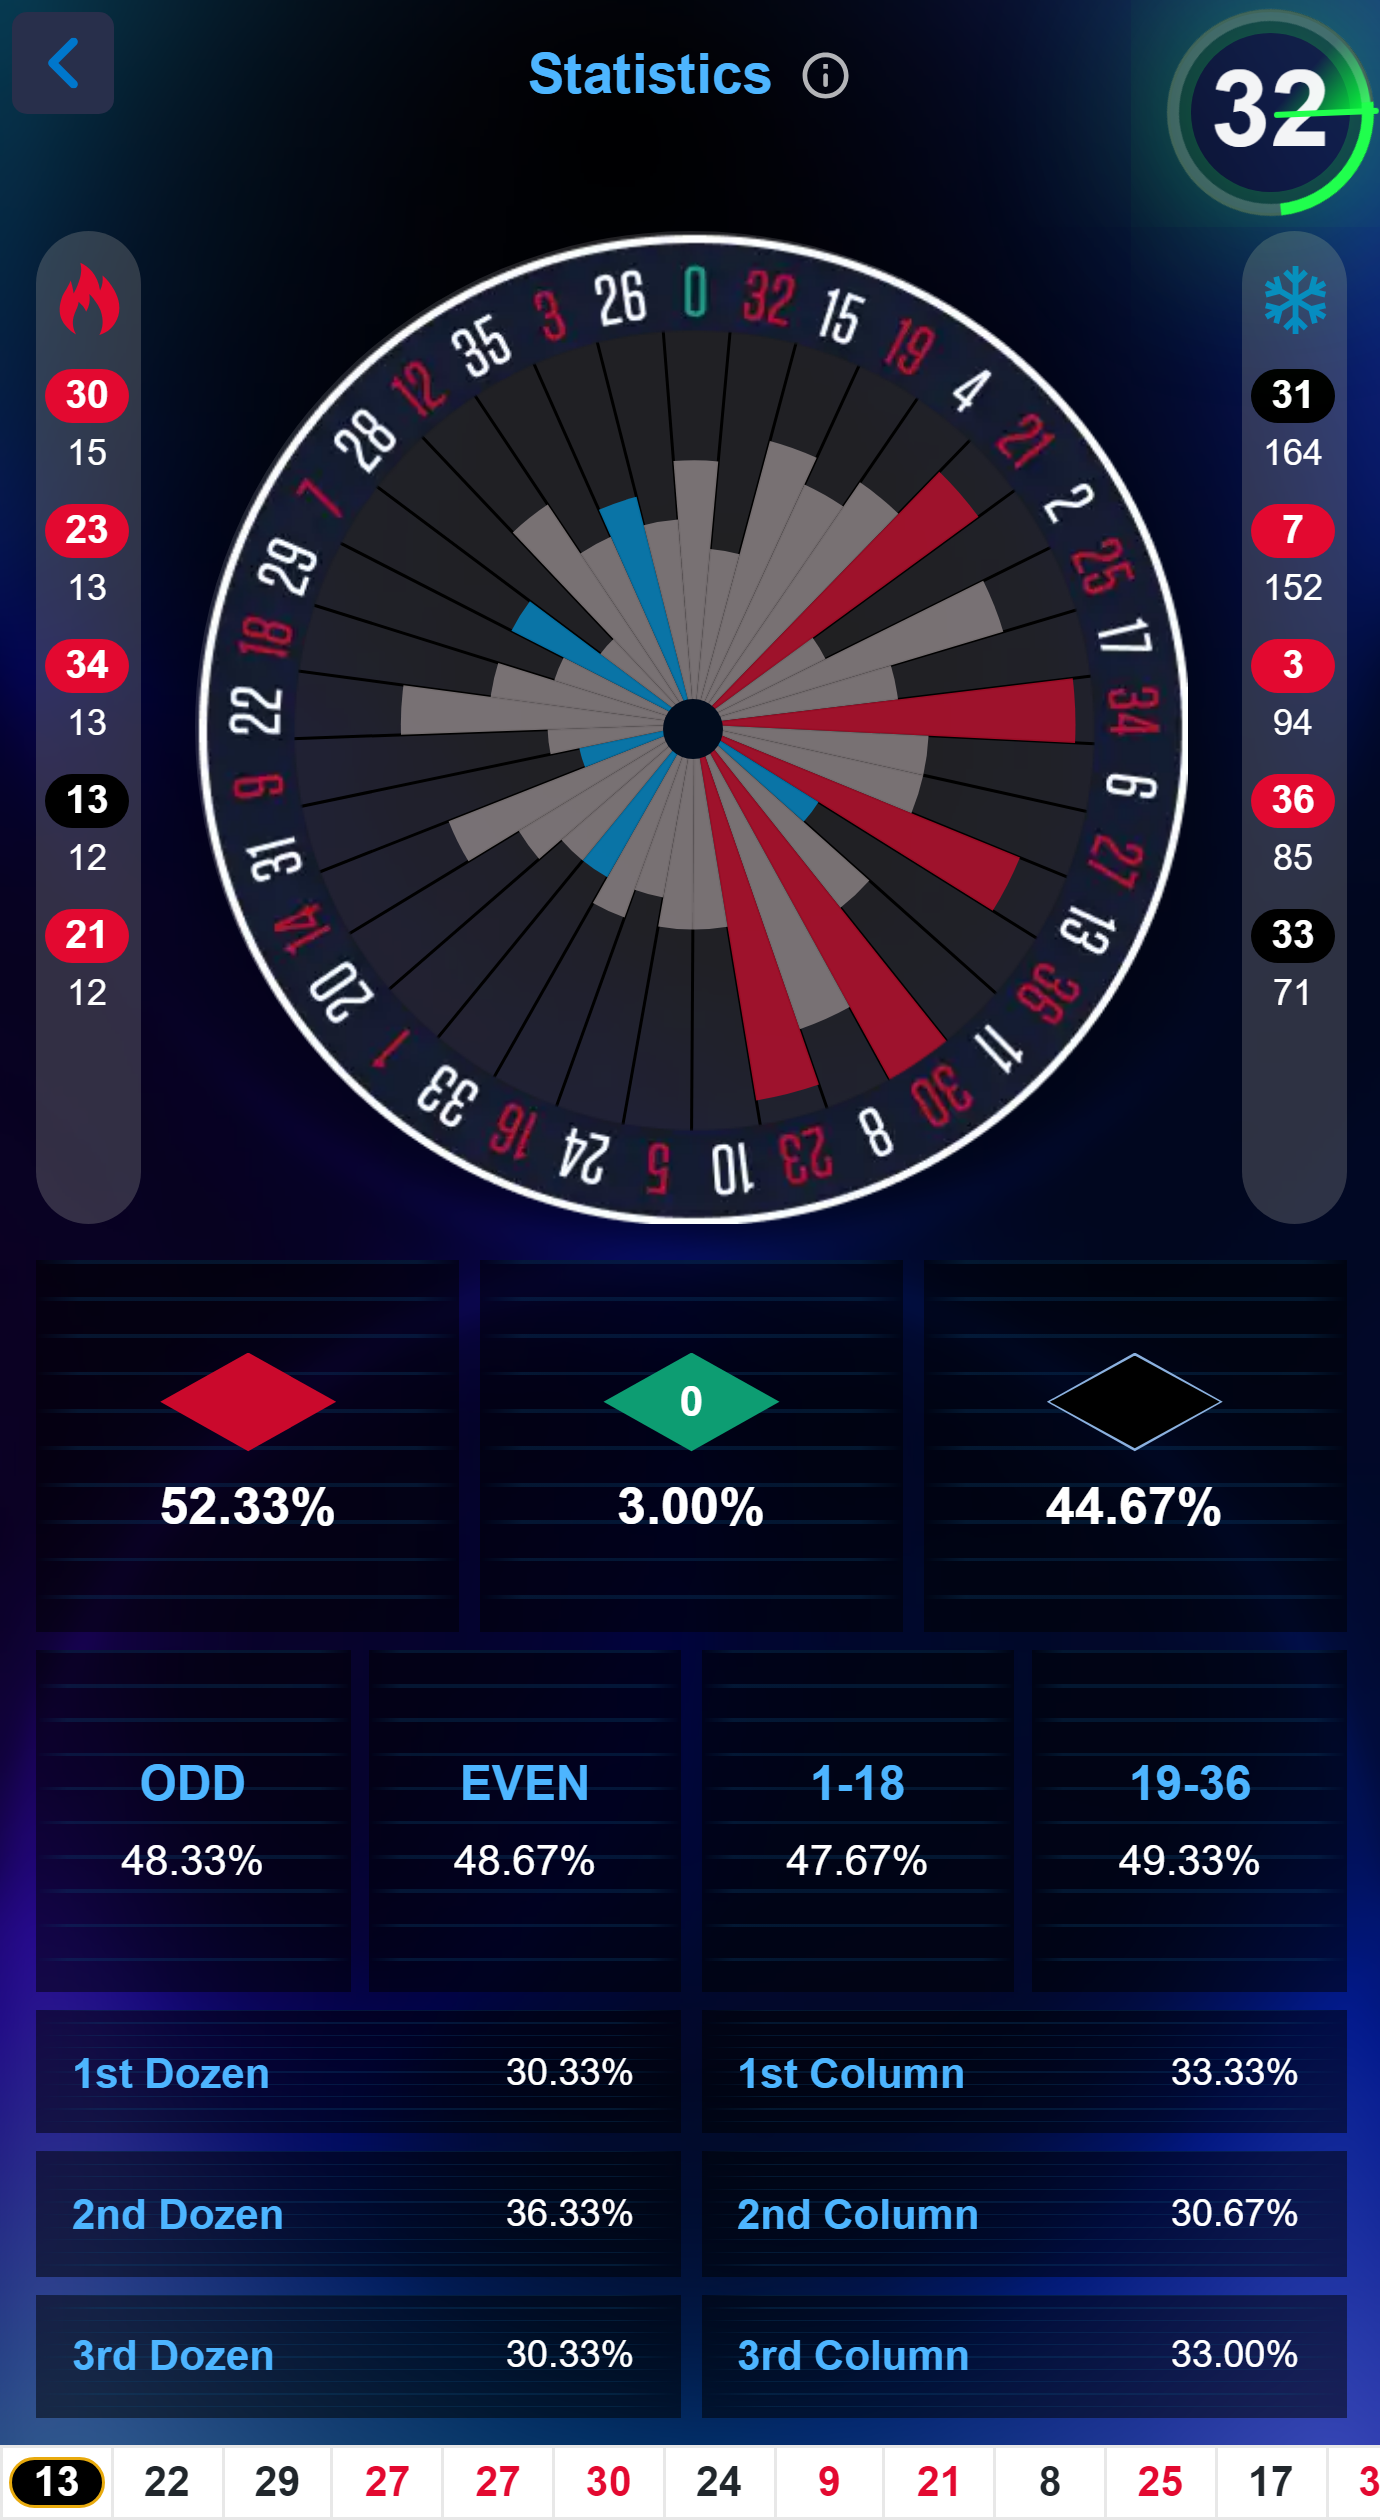 Statistics
32
0 32 15 19 4 21 2 25 17 34 6 27 13 36 11 30 8 23 10 5 24 16 33 1 20 14 31 9 22 18 29 7 28 12 35 3 26
30
15
23
13
34
13
13
12
21
12
31
164
7
152
3
94
36
85
33
71
0
52.33% 3.00% 44.67%
ODD EVEN 1-18 19-36
48.33% 48.67% 47.67% 49.33%
1st Dozen 30.33% 1st Column 33.33%
2nd Dozen 36.33% 2nd Column 30.67%
3rd Dozen 30.33% 3rd Column 33.00%
13 22 29 27 27 30 24 9 21 8 25 17 3